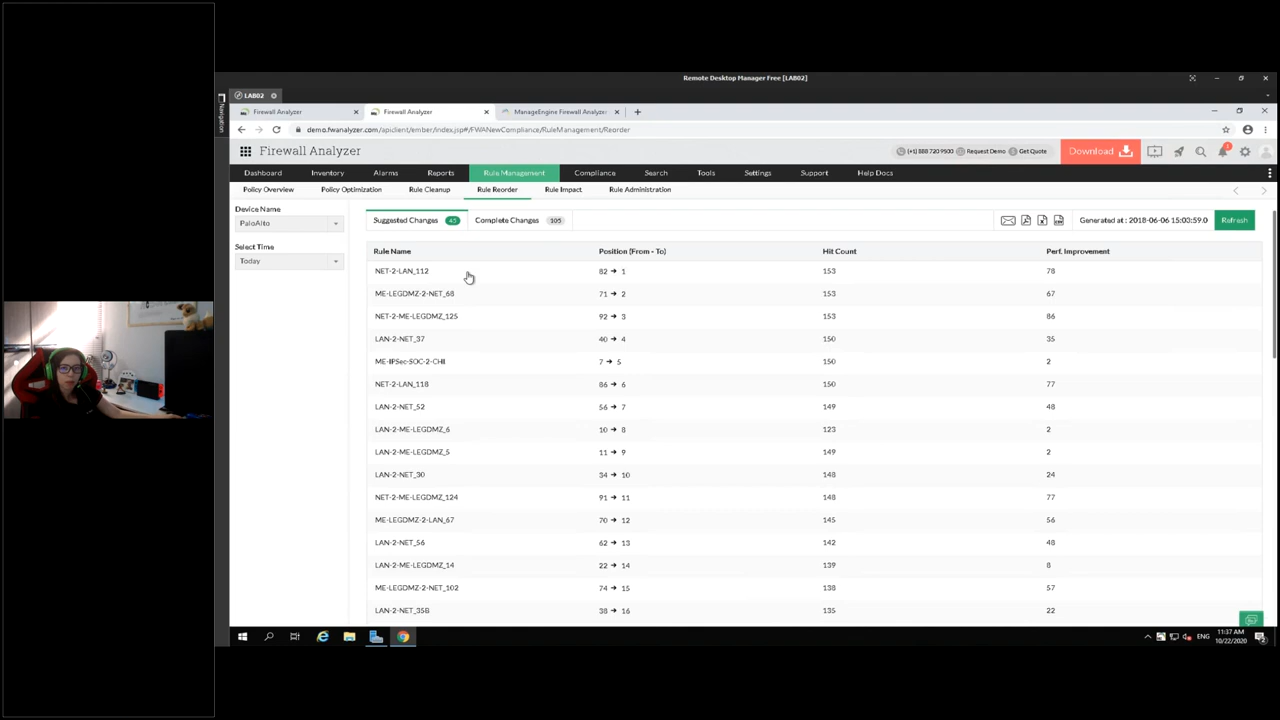 Remote Desktop Manager Free [LAB02]
LAB02
Navigation
Firewall Analyzer
Firewall Analyzer
ManageEngine Firewall Analyzer
demo.fwanalyzer.com/apiclient/ember/index.jsp#/FWANewCompliance/RuleManagement/Reorder
Firewall Analyzer
(+1) 888 720 9500
Request Demo
Get Quote
Download
Dashboard Inventory Alarms Reports Rule Management Compliance Search Tools Settings Support Help Docs
Policy Overview Policy Optimization Rule Cleanup Rule Reorder Rule Impact Rule Administration
Device Name
PaloAlto
Select Time
Today
Suggested Changes 45 Complete Changes 105 Generated at : 2018-06-06 15:03:59.0 Refresh
Rule Name Position (From - To) Hit Count Perf. Improvement
NET-2-LAN_112 82 ➔ 1 153 78
ME-LEGDMZ-2-NET_68 71 ➔ 2 153 67
NET-2-ME-LEGDMZ_125 92 ➔ 3 153 86
LAN-2-NET_37 40 ➔ 4 150 35
ME-IPSec-SOC-2-CHI 7 ➔ 5 150 2
NET-2-LAN_118 86 ➔ 6 150 77
LAN-2-NET_52 56 ➔ 7 149 48
LAN-2-ME-LEGDMZ_6 10 ➔ 8 123 2
LAN-2-ME-LEGDMZ_5 11 ➔ 9 149 2
LAN-2-NET_30 34 ➔ 10 148 24
NET-2-ME-LEGDMZ_124 91 ➔ 11 148 77
ME-LEGDMZ-2-LAN_67 70 ➔ 12 145 56
LAN-2-NET_56 62 ➔ 13 142 48
LAN-2-ME-LEGDMZ_14 22 ➔ 14 139 8
ME-LEGDMZ-2-NET_102 74 ➔ 15 138 57
LAN-2-NET_35B 38 ➔ 16 135 22
ENG
11:37 AM
10/22/2020